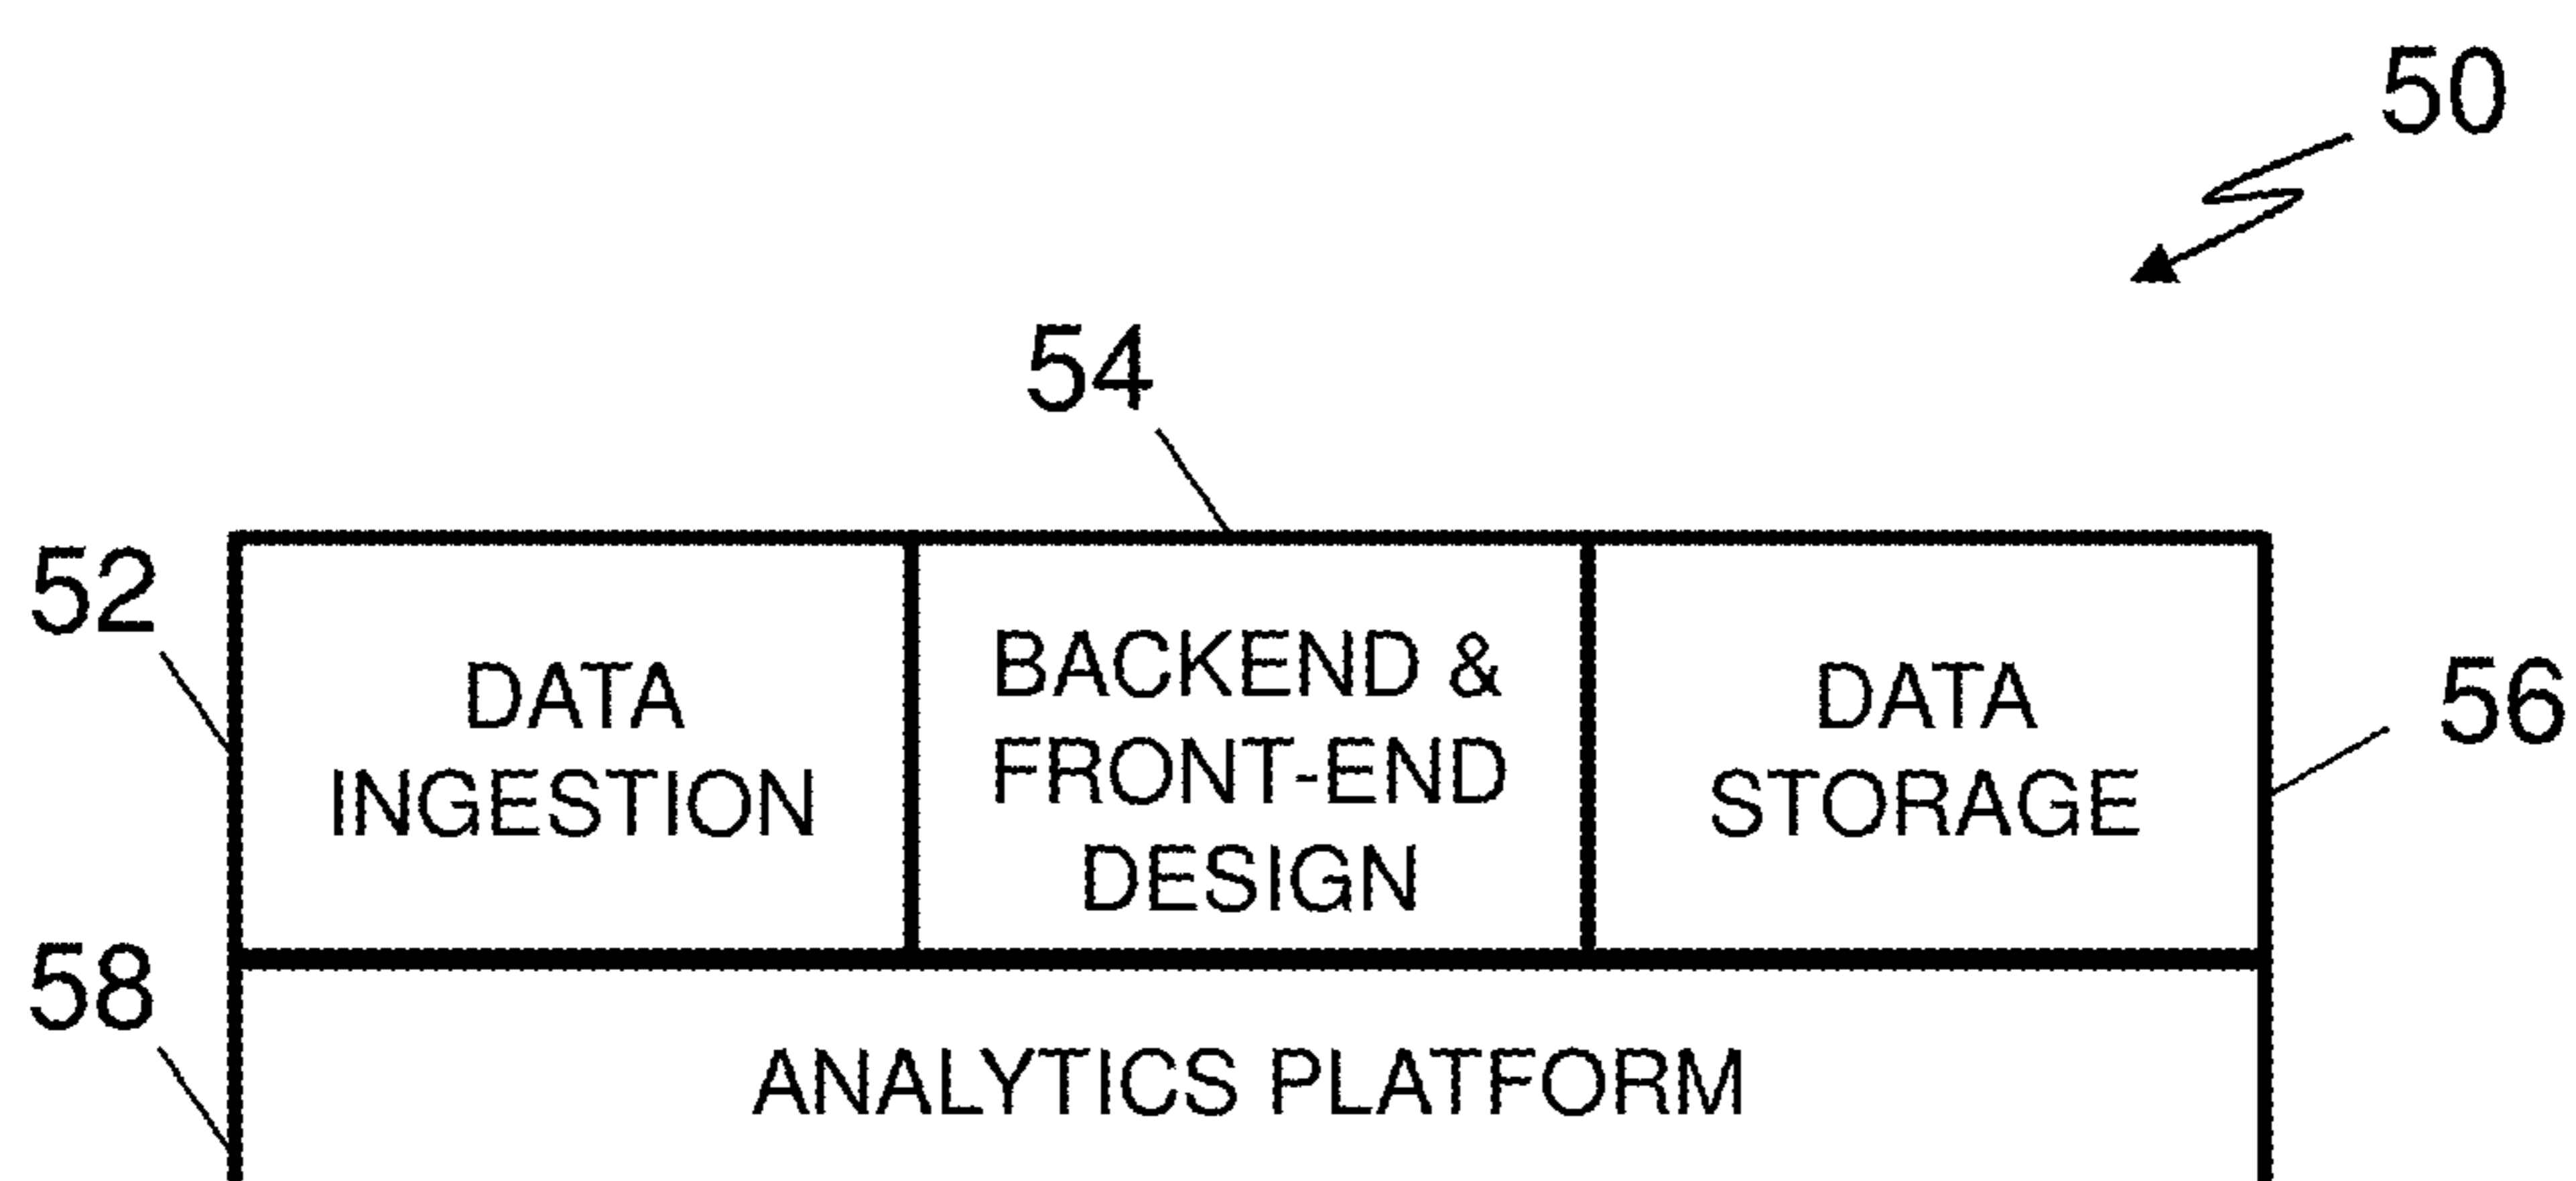 50
54
52
DATA
INGESTION
BACKEND &
FRONT-END
DESIGN
DATA
STORAGE
56
58
ANALYTICS PLATFORM